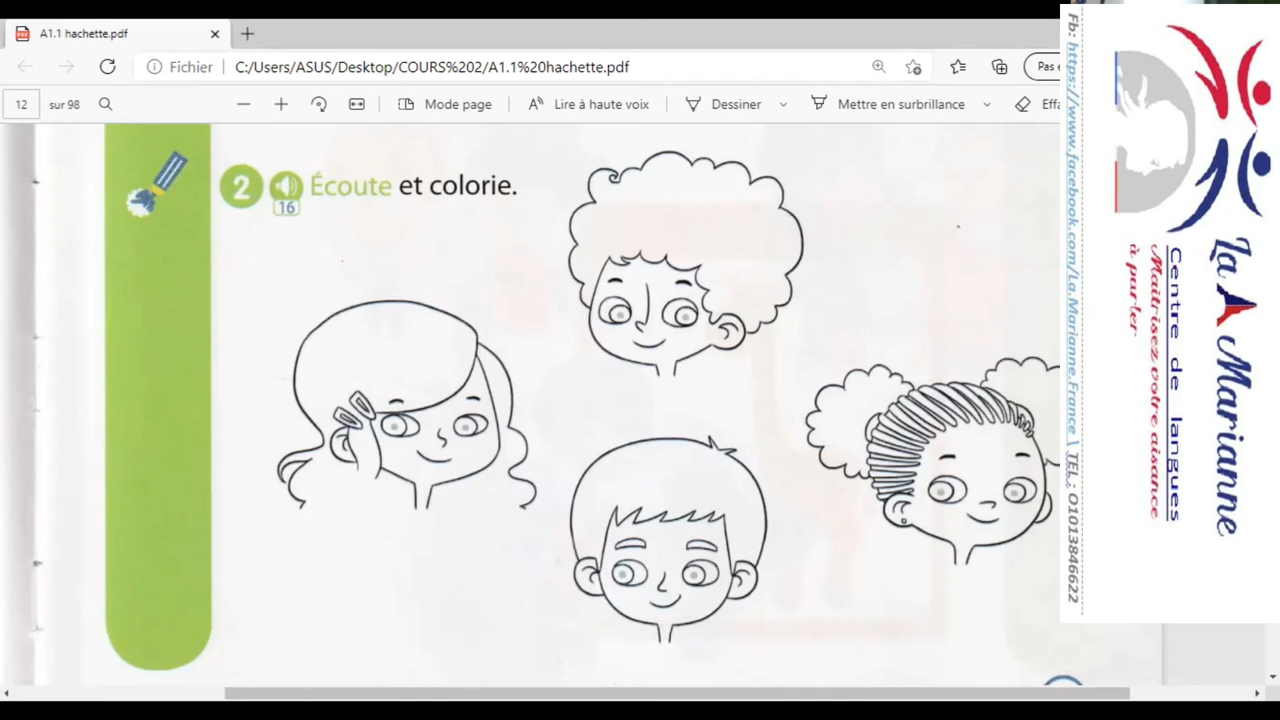 A1.1 hachette.pdf
Fichier C:/Users/ASUS/Desktop/COURS%202/A1.1%20hachette.pdf Pas
12 sur 98 Mode page Lire à haute voix Dessiner Mettre en surbrillance Effa
2 Écoute et colorie.
16
La Marianne
Centre de langues
Maîtrisez votre aisance
à parler
Fb: https://www.facebook.com/La.Marianne.France \ TEL: 01013846622